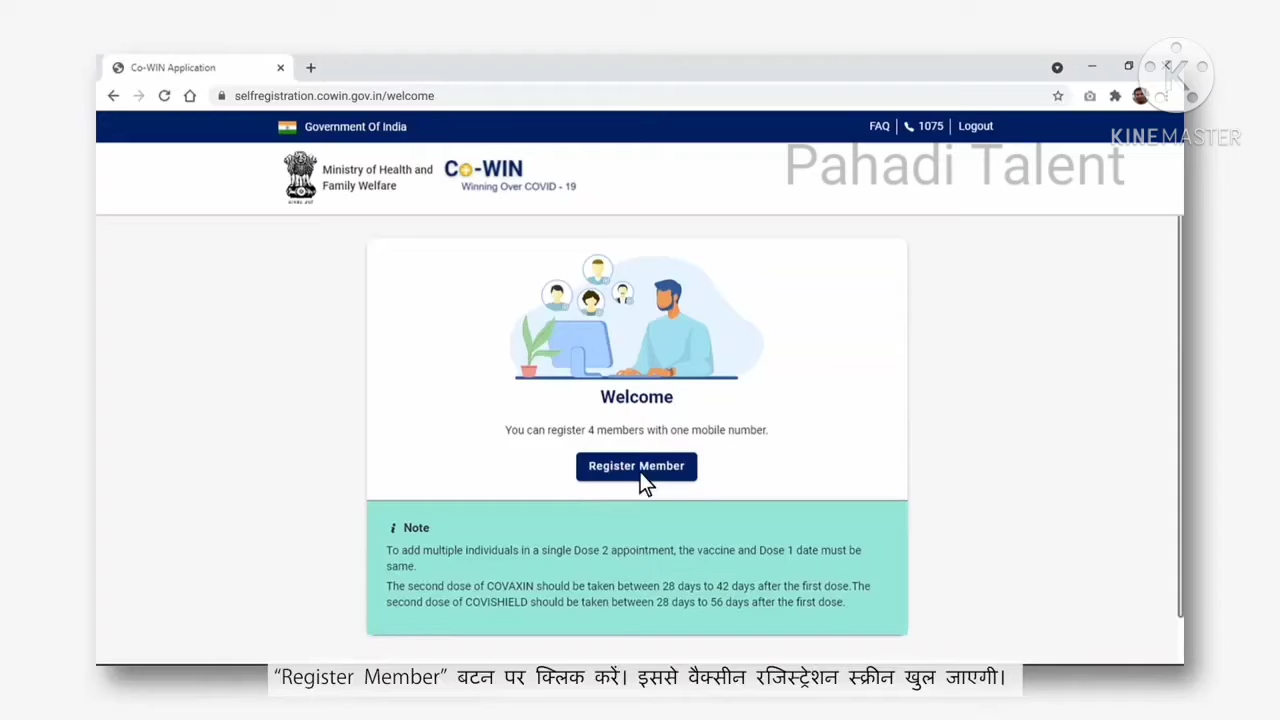 Co-WIN Application
selfregistration.cowin.gov.in/welcome
KINEMASTER
Government Of India
FAQ
1075
Logout
Ministry of Health and
Family Welfare
Co-WIN
Winning Over COVID - 19
Pahadi Talent
Welcome
You can register 4 members with one mobile number.
Register Member
Note
To add multiple individuals in a single Dose 2 appointment, the vaccine and Dose 1 date must be
same.
The second dose of COVAXIN should be taken between 28 days to 42 days after the first dose.The
second dose of COVISHIELD should be taken between 28 days to 56 days after the first dose.
“Register Member” बटन पर क्लिक करें। इससे वैक्सीन रजिस्ट्रेशन स्क्रीन खुल जाएगी।